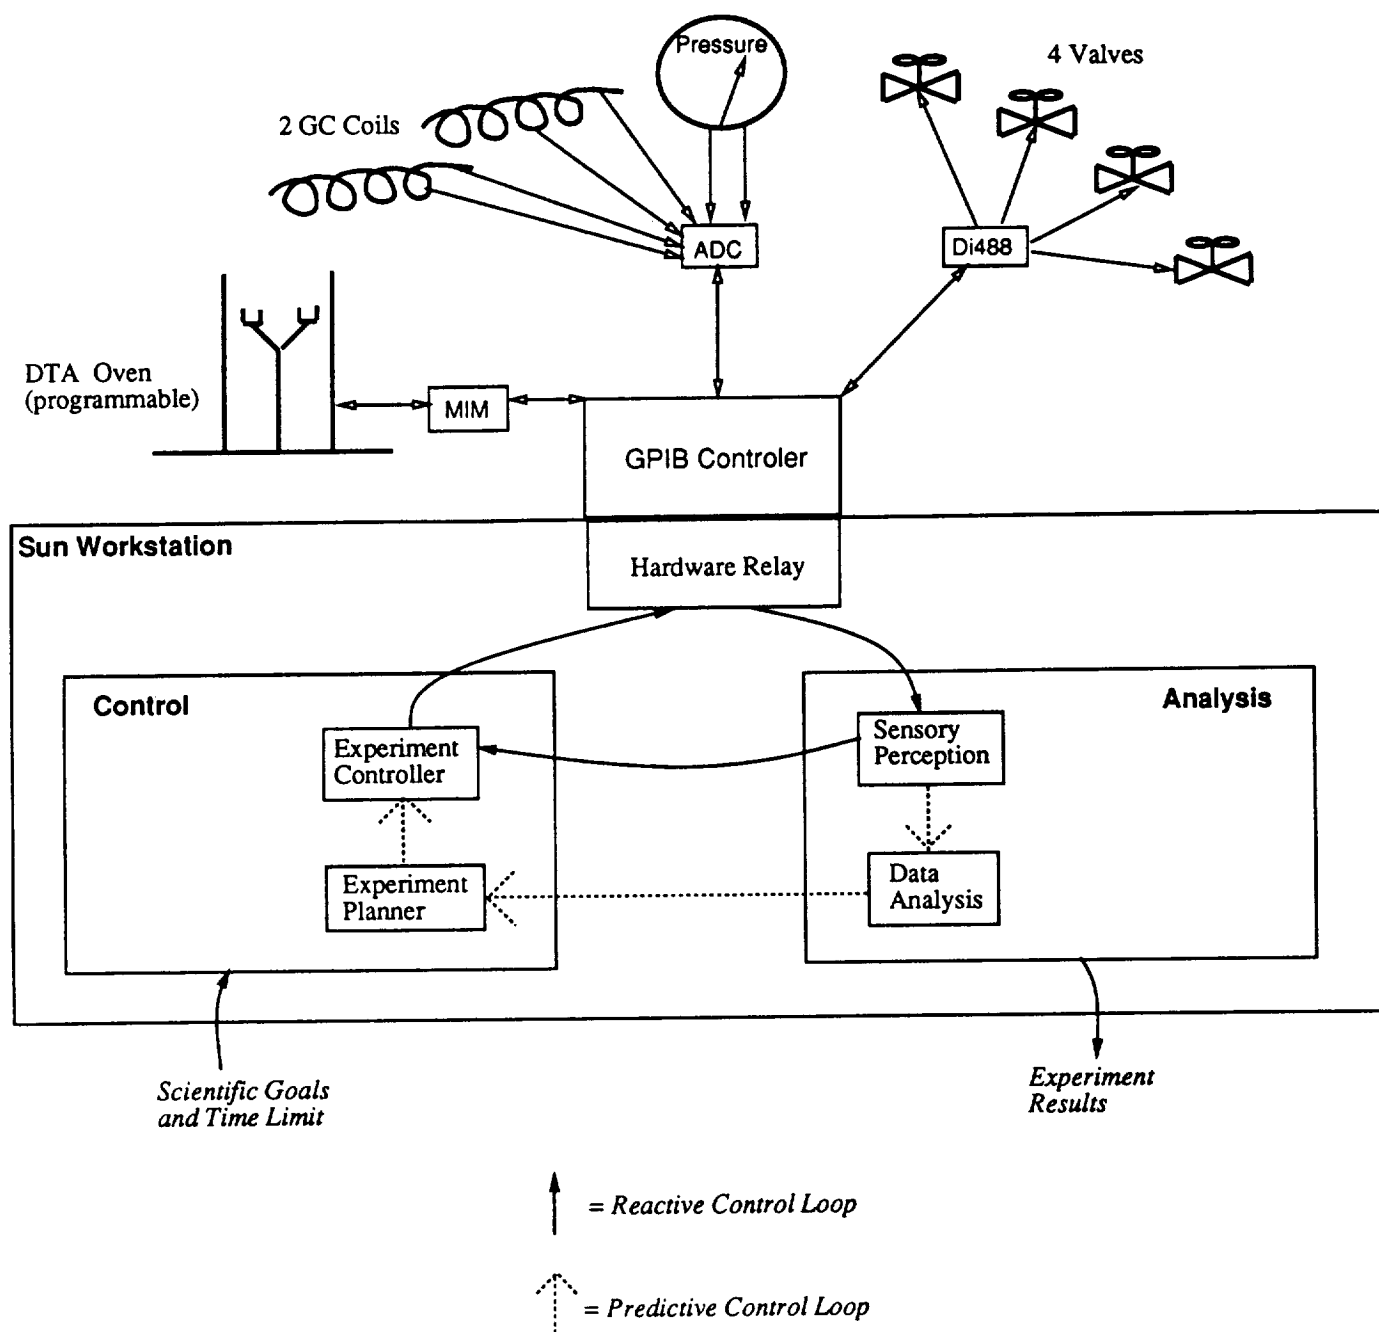 Pressure
4 Valves
2 GC Coils
ADC
Di488
DTA Oven
(programmable)
MIM
GPIB Controler
Sun Workstation
Hardware Relay
Control
Analysis
Experiment
Controller
Sensory
Perception
Experiment
Planner
Data
Analysis
Scientific Goals
and Time Limit
Experiment
Results
= Reactive Control Loop
= Predictive Control Loop